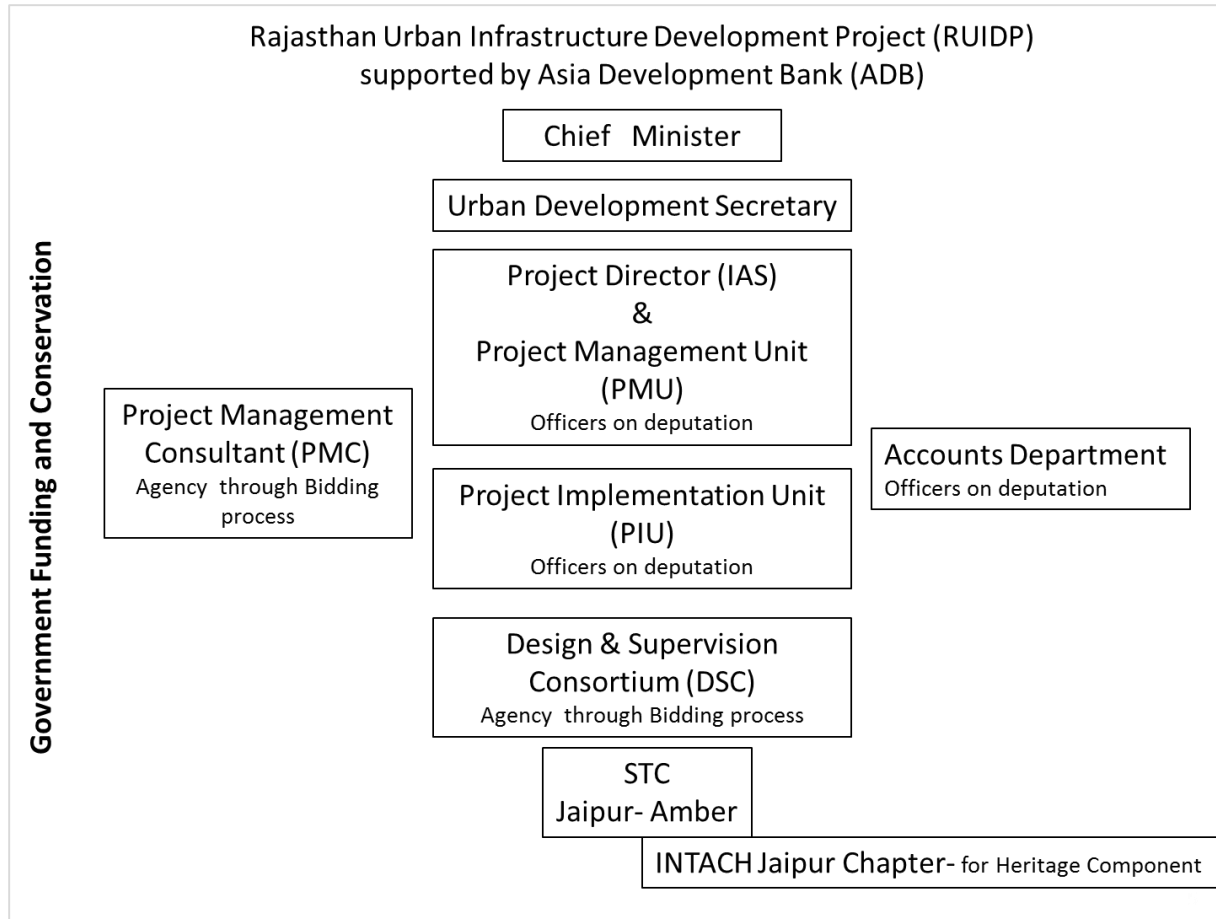 Rajasthan Urban Infrastructure Development Project (RUIDP)
supported by Asia Development Bank (ADB)
Chief Minister
Urban Development Secretary
Project Director (IAS)
&
Project Management Unit
(PMU)
Officers on deputation
Project Management
Consultant (PMC)
Agency through Bidding
process
Accounts Department
Officers on deputation
Project Implementation Unit
(PIU)
Officers on deputation
Design & Supervision
Consortium (DSC)
Agency through Bidding process
STC
Jaipur- Amber
INTACH Jaipur Chapter- for Heritage Component
Government Funding and Conservation